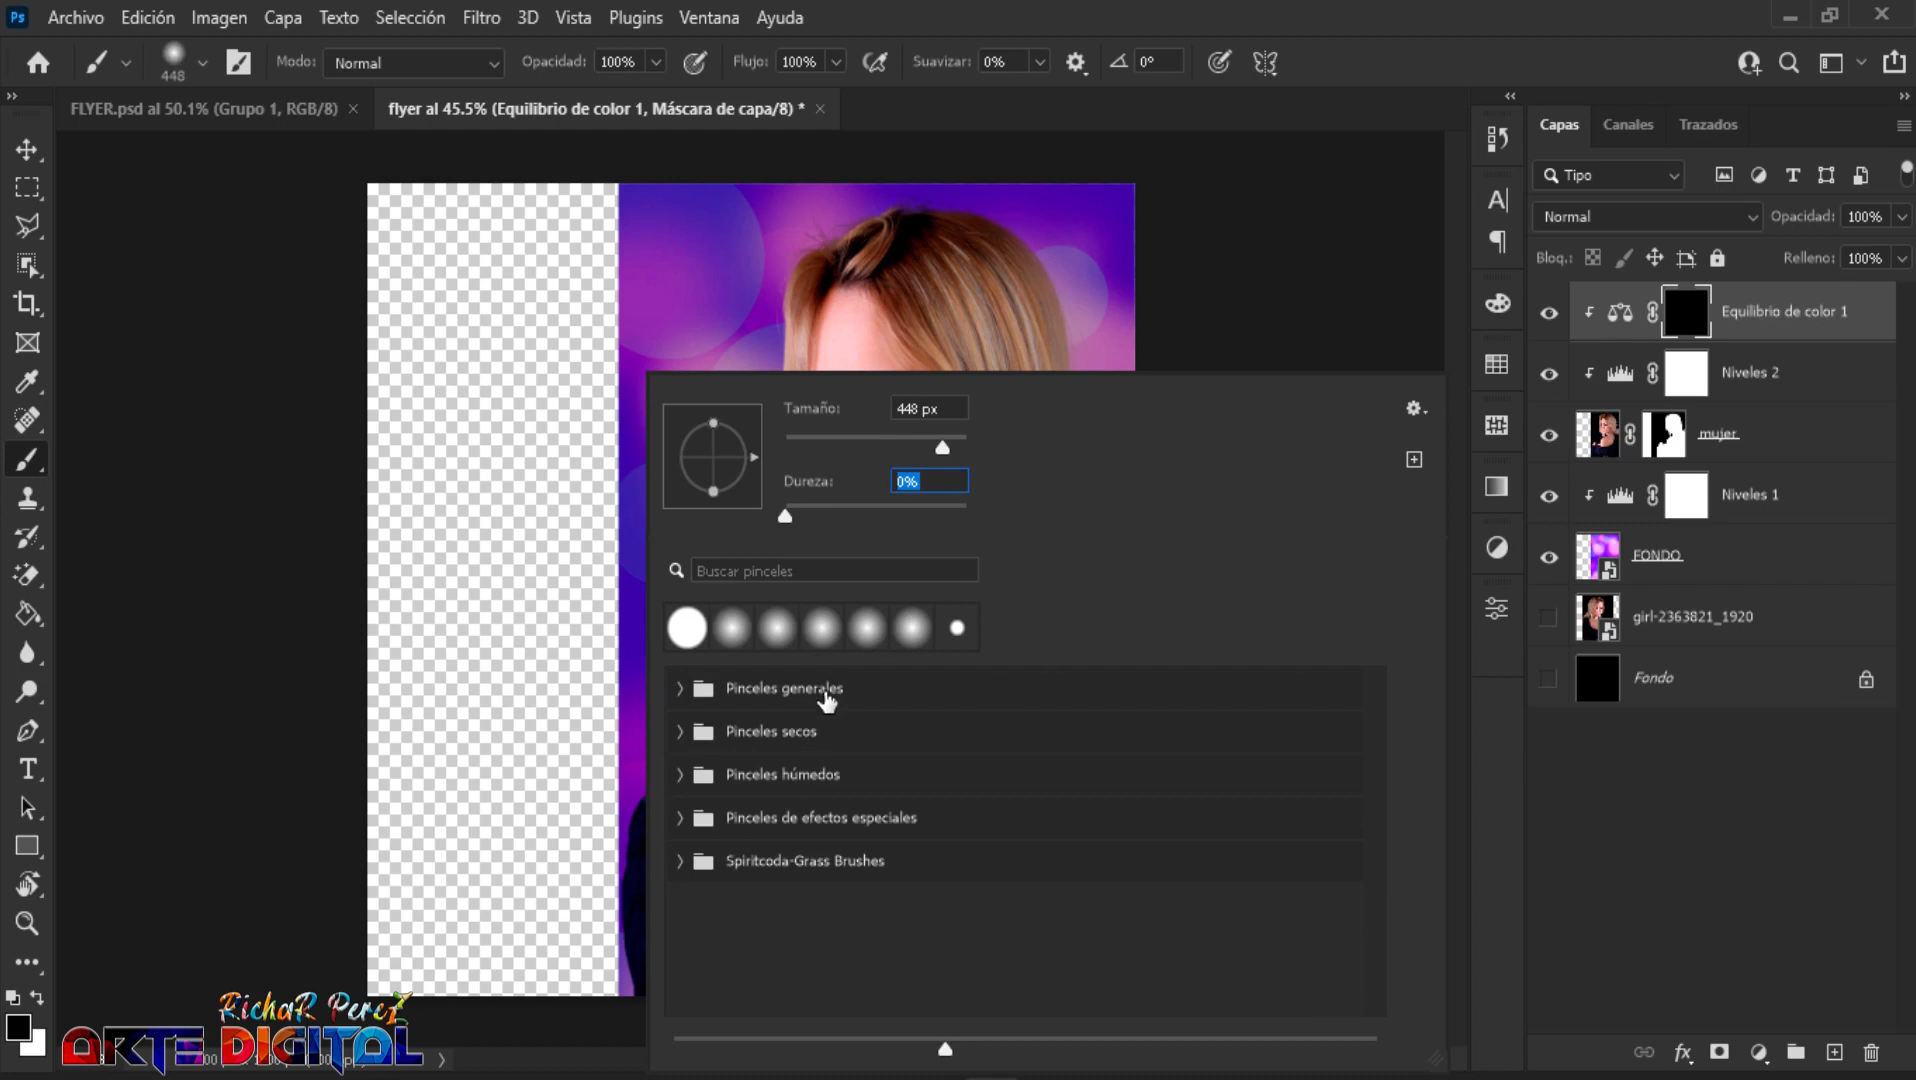 Ps Archivo Edición Imagen Capa Texto Selección Filtro 3D Vista Plugins Ventana Ayuda
448 Modo: Normal Opacidad: 100% Flujo: 100% Suavizar: 0% 0°
FLYER.psd al 50.1% (Grupo 1, RGB/8) × flyer al 45.5% (Equilibrio de color 1, Máscara de capa/8) * ×
Capas Canales Trazados
Tipo
Normal Opacidad: 100%
Bloq.: Relleno: 100%
Equilibrio de color 1
Niveles 2
mujer
Niveles 1
FONDO
girl-2363821_1920
Fondo
Tamaño: 448 px
Dureza: 0%
Buscar pinceles
Pinceles generales
Pinceles secos
Pinceles húmedos
Pinceles de efectos especiales
Spiritcoda-Grass Brushes
RichaR PereZ
ARTE DIGITAL